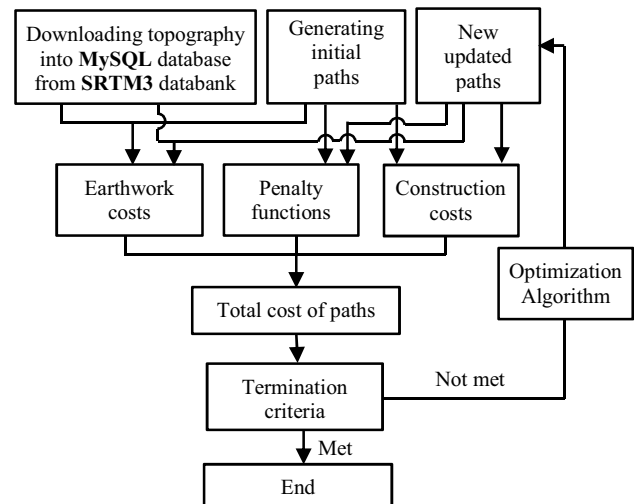 Downloading topography
into MySQL database
from SRTM3 databank
Generating
initial
paths
New
updated
paths
Earthwork
costs
Penalty
functions
Construction
costs
Optimization
Algorithm
Total cost of paths
Termination
criteria
Not met
Met
End